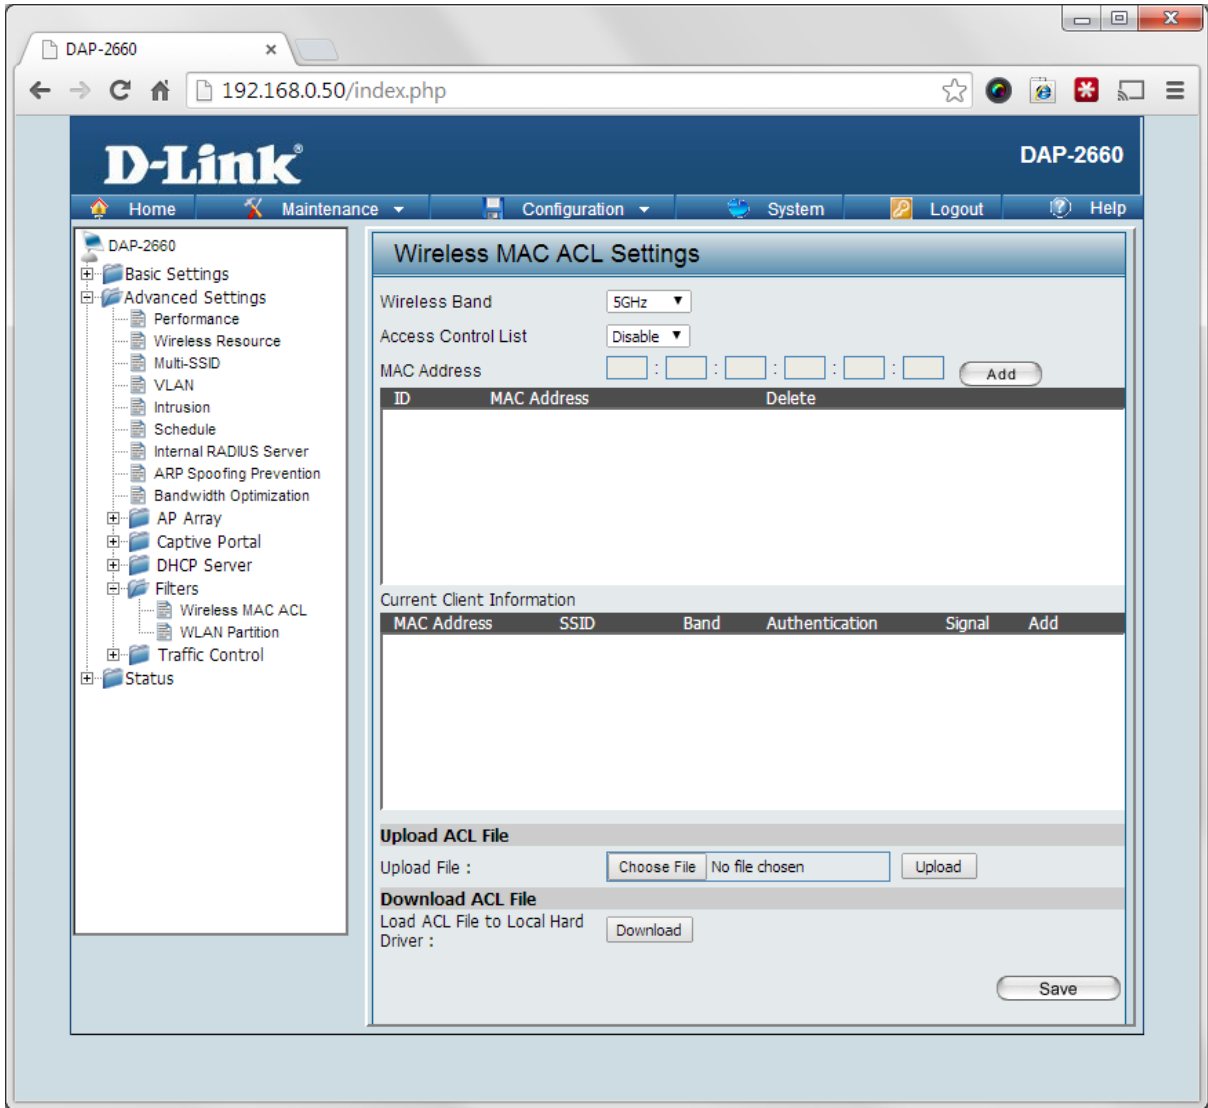 DAP-2660
192.168.0.50/index.php
D-Link®
DAP-2660
Home Maintenance Configuration System Logout Help
DAP-2660
Basic Settings
Advanced Settings
Performance
Wireless Resource
Multi-SSID
VLAN
Intrusion
Schedule
Internal RADIUS Server
ARP Spoofing Prevention
Bandwidth Optimization
AP Array
Captive Portal
DHCP Server
Filters
Wireless MAC ACL
WLAN Partition
Traffic Control
Status
Wireless MAC ACL Settings
Wireless Band 5GHz
Access Control List Disable
MAC Address : : : : : Add
ID MAC Address Delete
Current Client Information
MAC Address SSID Band Authentication Signal Add
Upload ACL File
Upload File : Choose File No file chosen Upload
Download ACL File
Load ACL File to Local Hard
Driver : Download
Save